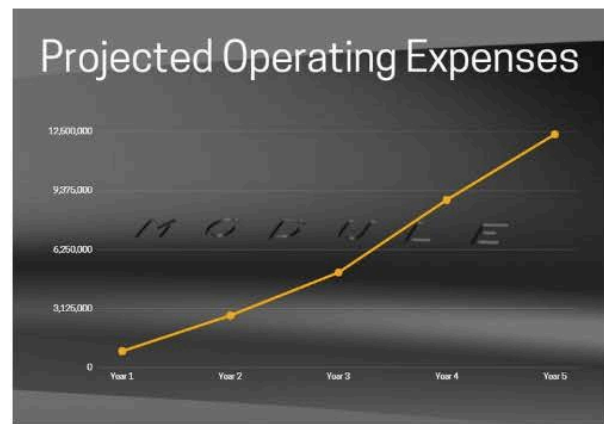 Projected Operating Expenses
12,500,000
9,375,000
MODULE
6,250,000
3,125,000
0
Year 1
Year 2
Year 3
Year 4
Year 5